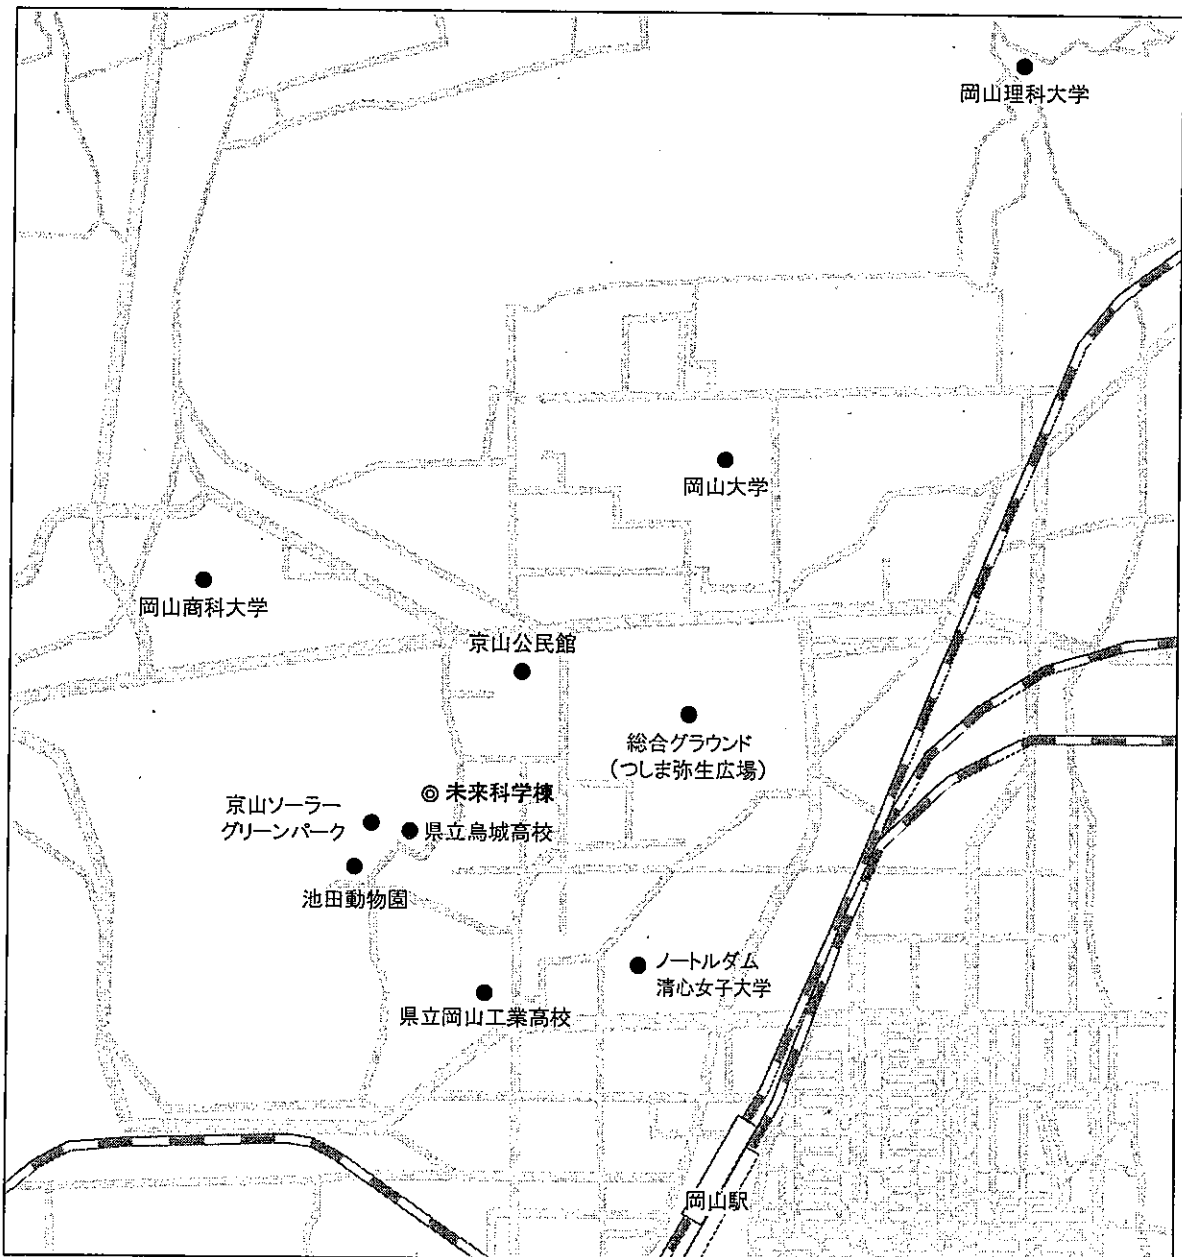 岡山理科大学
岡山大学
岡山商科大学
京山公民館
総合グラウンド
（つしま弥生広場）
◎ 未来科学棟
京山ソーラー
グリーンパーク
県立烏城高校
池田動物園
ノートルダム
清心女子大学
県立岡山工業高校
岡山駅